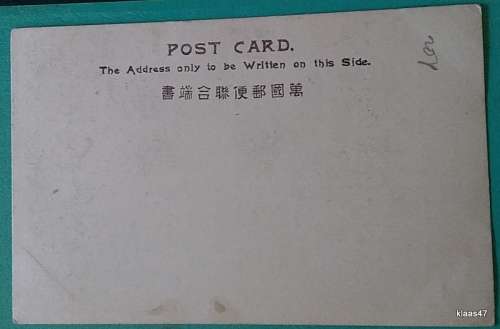 POST CARD.
The Address only to be Written on this Side.
萬國郵便聯合端書
klaas47